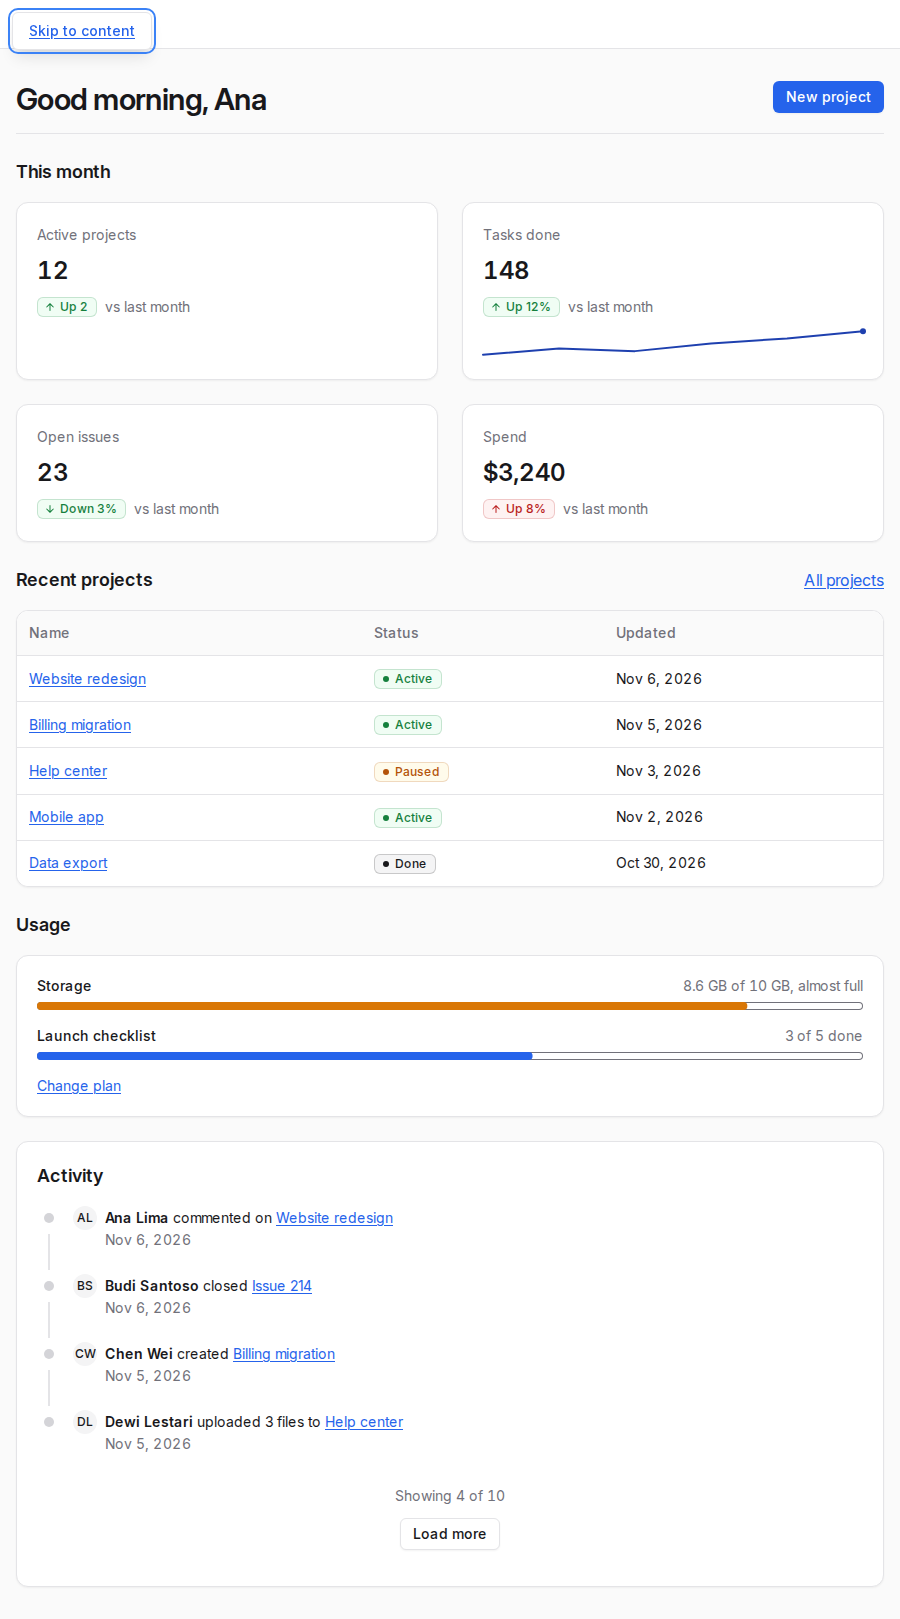 Skip to content
Good morning, Ana
New project
This month
Active projects
12
Up 2 vs last month
Tasks done
148
Up 12% vs last month
Open issues
23
Down 3% vs last month
Spend
$3,240
Up 8% vs last month
Recent projects
All projects
Name Status Updated
Website redesign Active Nov 6, 2026
Billing migration Active Nov 5, 2026
Help center Paused Nov 3, 2026
Mobile app Active Nov 2, 2026
Data export Done Oct 30, 2026
Usage
Storage 8.6 GB of 10 GB, almost full
Launch checklist 3 of 5 done
Change plan
Activity
AL Ana Lima commented on Website redesign
Nov 6, 2026
BS Budi Santoso closed Issue 214
Nov 6, 2026
CW Chen Wei created Billing migration
Nov 5, 2026
DL Dewi Lestari uploaded 3 files to Help center
Nov 5, 2026
Showing 4 of 10
Load more